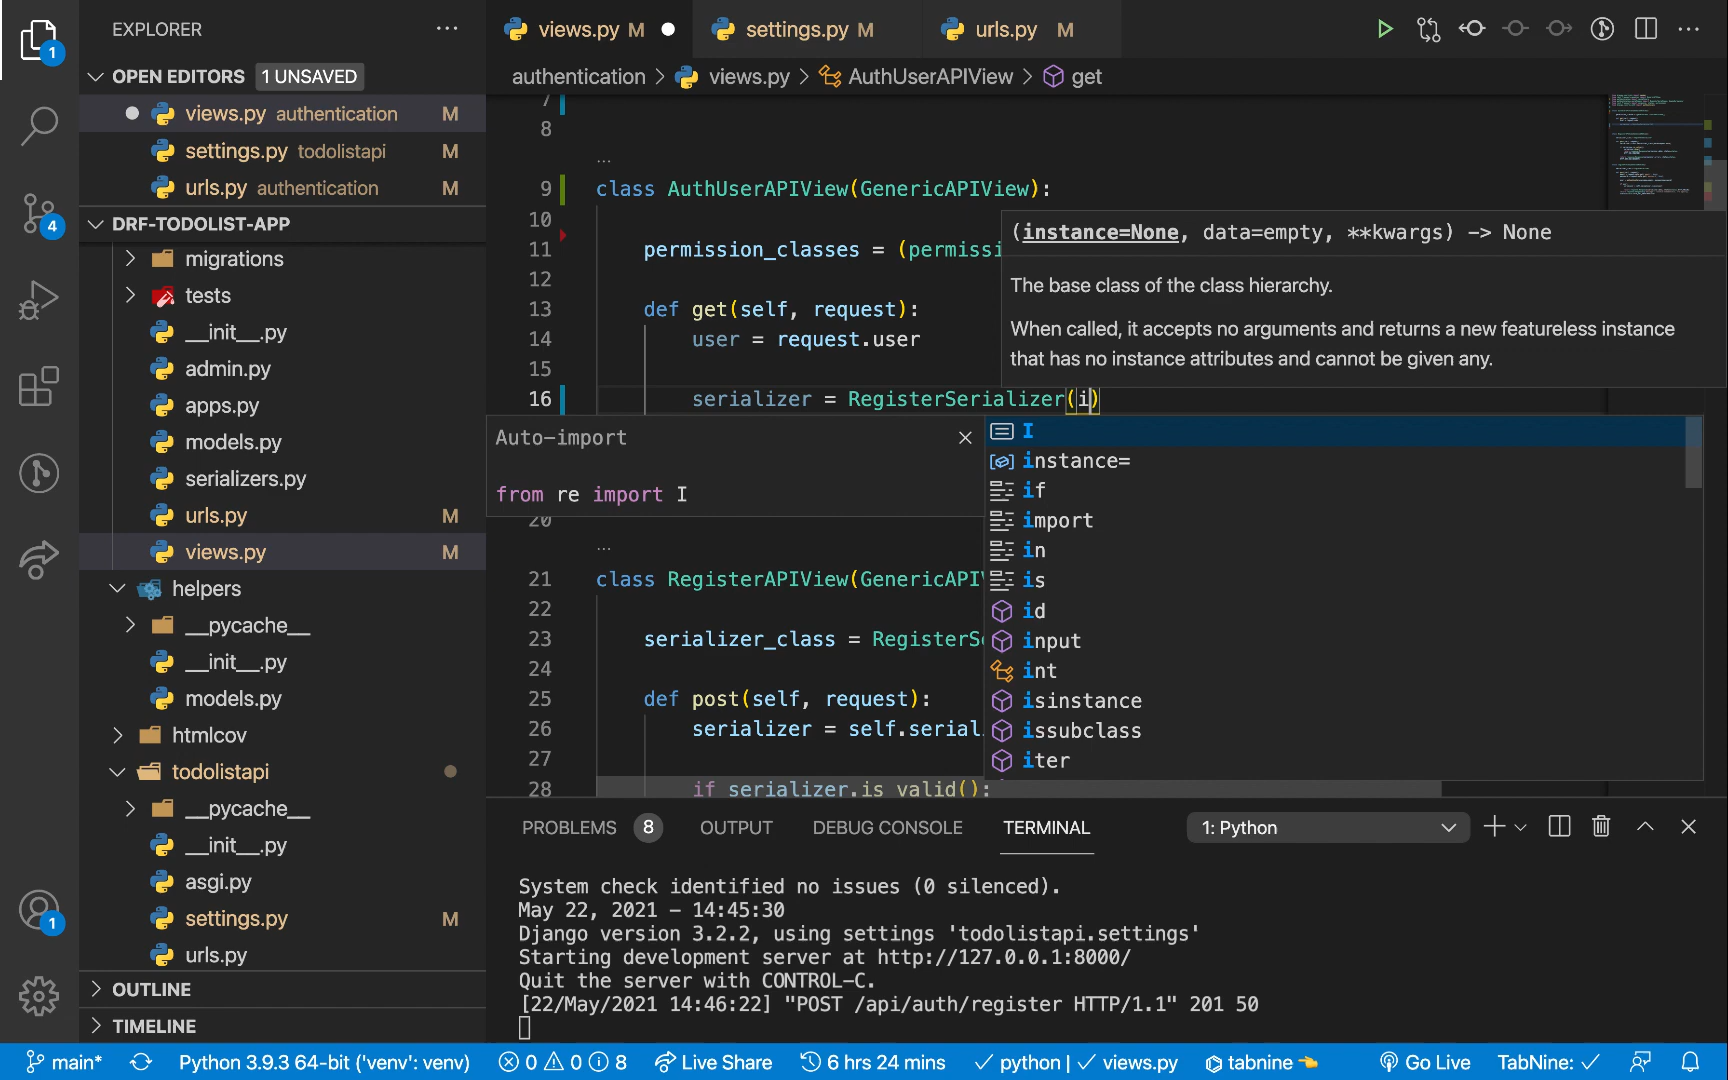 EXPLORER
OPEN EDITORS 1 UNSAVED
views.py authentication M
settings.py todolistapi M
urls.py authentication M
DRF-TODOLIST-APP
migrations
tests
__init__.py
admin.py
apps.py
models.py
serializers.py
urls.py M
views.py M
helpers
__pycache__
__init__.py
models.py
htmlcov
todolistapi
__pycache__
__init__.py
asgi.py
settings.py M
urls.py
OUTLINE
TIMELINE
1
4
1
views.py M
settings.py M
urls.py M
authentication > views.py > AuthUserAPIView > get
7
8
...
9 class AuthUserAPIView(GenericAPIView):
10
11 permission_classes = (permissi
12
13 def get(self, request):
14 user = request.user
15
16 serializer = RegisterSerializer(i)
(instance=None, data=empty, **kwargs) -> None
The base class of the class hierarchy.
When called, it accepts no arguments and returns a new featureless instance
that has no instance attributes and cannot be given any.
Auto-import
from re import I
I
instance=
if
import
in
is
id
input
int
isinstance
issubclass
iter
20
...
21 class RegisterAPIView(GenericAPIV
22
23 serializer_class = RegisterSe
24
25 def post(self, request):
26 serializer = self.serial
27
28 if serializer.is_valid():
PROBLEMS 8 OUTPUT DEBUG CONSOLE TERMINAL 1: Python
System check identified no issues (0 silenced).
May 22, 2021 - 14:45:30
Django version 3.2.2, using settings 'todolistapi.settings'
Starting development server at http://127.0.0.1:8000/
Quit the server with CONTROL-C.
[22/May/2021 14:46:22] "POST /api/auth/register HTTP/1.1" 201 50
main* Python 3.9.3 64-bit ('venv': venv) 0 0 8 Live Share 6 hrs 24 mins python | views.py tabnine Go Live TabNine: